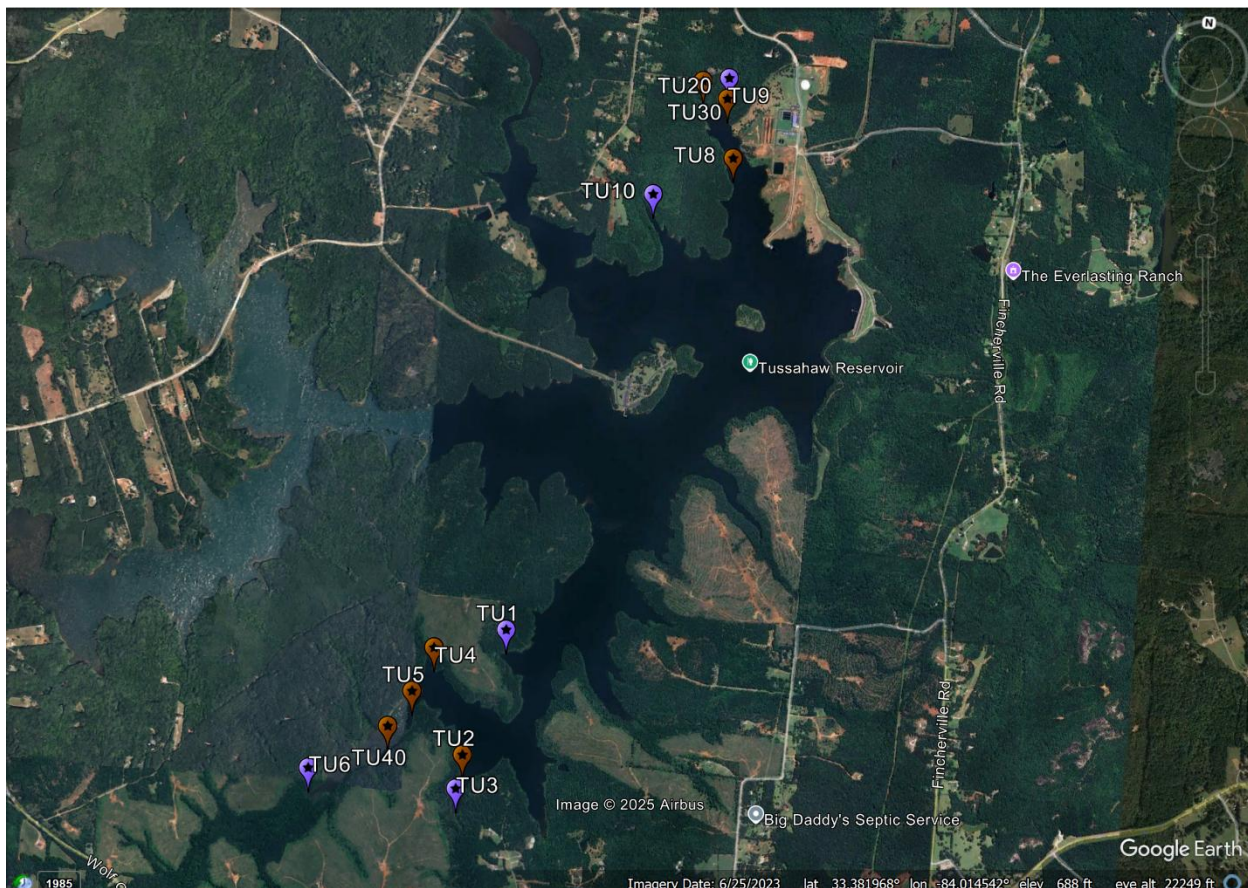 N
TU20
TU9
TU30
TU8
TU10
The Everlasting Ranch
Fincherville Rd
Tussahaw Reservoir
TU1
TU4
TU5
TU2
TU40
TU6
TU3
Fincherville Rd
Image © 2025 Airbus
Big Daddy's Septic Service
Google Earth
1985
Imagery Date: 6/25/2023 lat 33.381968° lon -84.014542° elev 688 ft eye alt 22249 ft